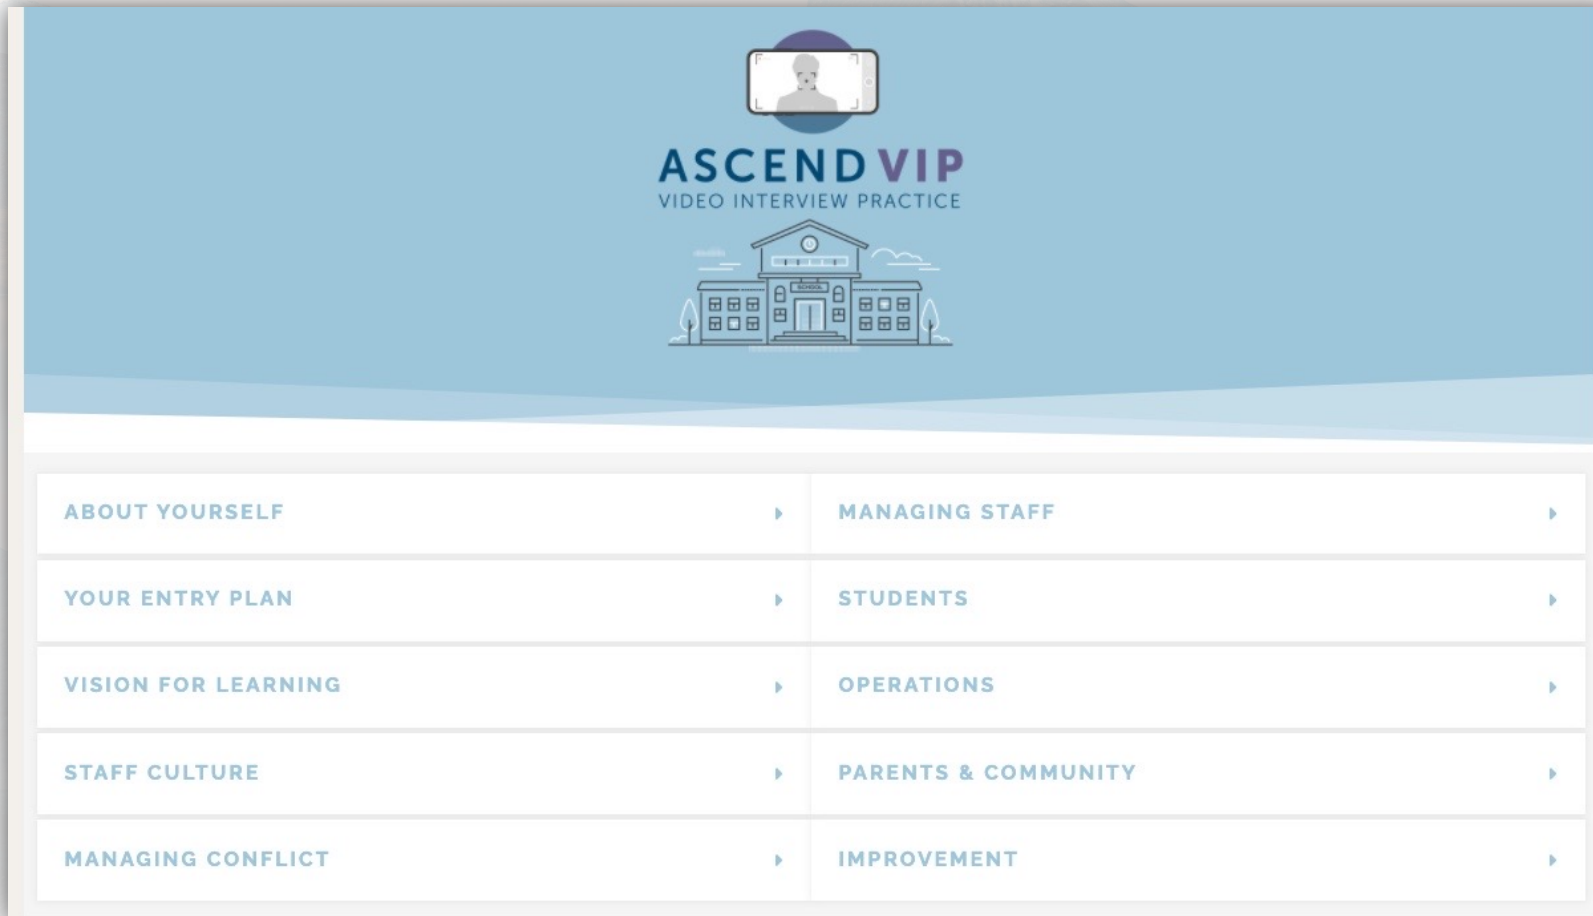 ASCEND VIP
VIDEO INTERVIEW PRACTICE
SCHOOL
ABOUT YOURSELF
MANAGING STAFF
YOUR ENTRY PLAN
STUDENTS
VISION FOR LEARNING
OPERATIONS
STAFF CULTURE
PARENTS & COMMUNITY
MANAGING CONFLICT
IMPROVEMENT